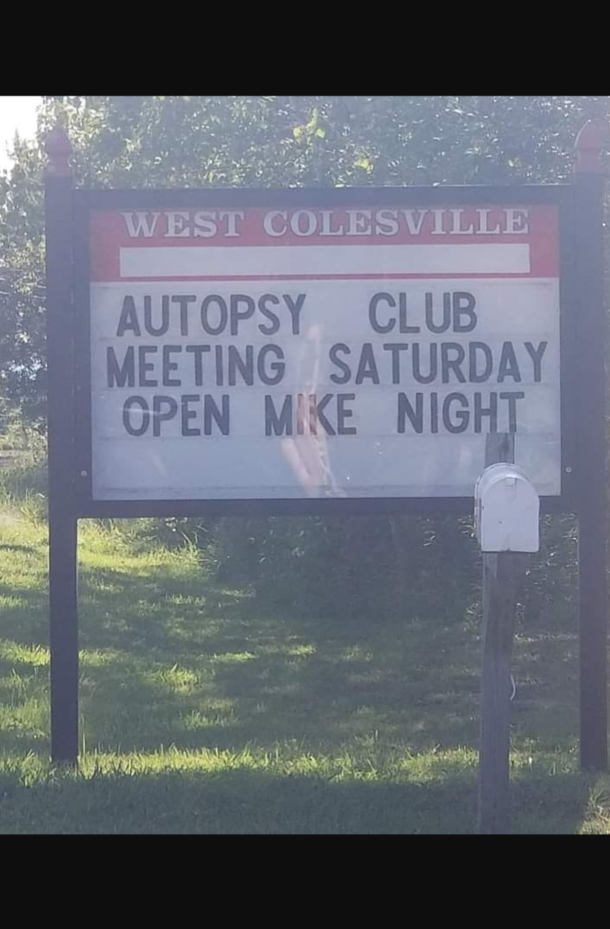 WEST COLESVILLE
AUTOPSY CLUB
MEETING SATURDAY
OPEN MIKE NIGHT